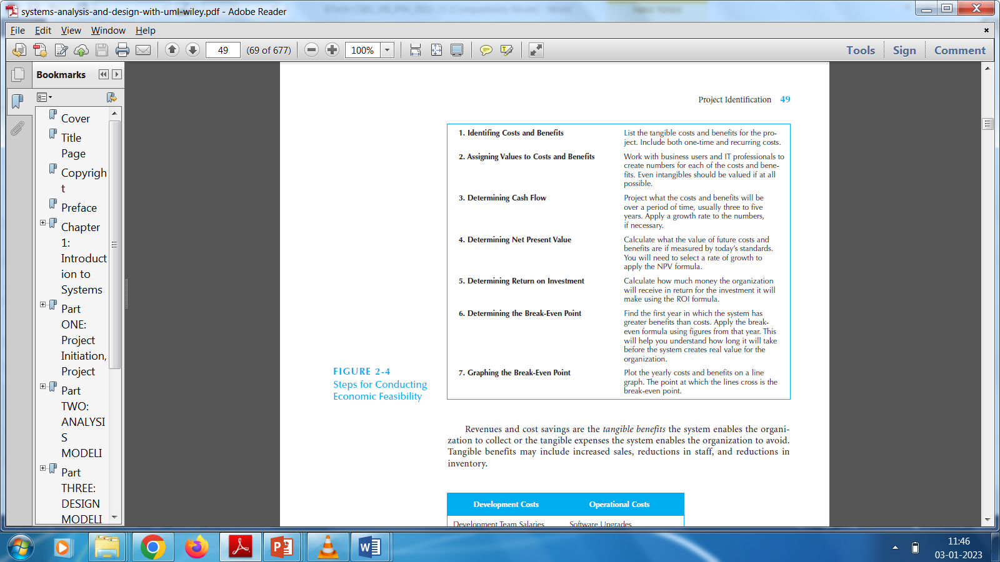 systems-analysis-and-design-with-uml-wiley.pdf - Adobe Reader
File Edit View Window Help
49 (69 of 677) 100% Tools Sign Comment
Bookmarks
Cover
Title
Page
Copyrigh
t
Preface
Chapter
1:
Introduct
ion to
Systems
Part
ONE:
Project
Initiation,
Project
Part
TWO:
ANALYSI
S
MODELI
Part
THREE:
DESIGN
MODELI
Project Identification 49
1. Identifing Costs and Benefits
List the tangible costs and benefits for the pro-
ject. Include both one-time and recurring costs.
2. Assigning Values to Costs and Benefits
Work with business users and IT professionals to
create numbers for each of the costs and bene-
fits. Even intangibles should be valued if at all
possible.
3. Determining Cash Flow
Project what the costs and benefits will be
over a period of time, usually three to five
years. Apply a growth rate to the numbers,
if necessary.
4. Determining Net Present Value
Calculate what the value of future costs and
benefits are if measured by today's standards.
You will need to select a rate of growth to
apply the NPV formula.
5. Determining Return on Investment
Calculate how much money the organization
will receive in return for the investment it will
make using the ROI formula.
6. Determining the Break-Even Point
Find the first year in which the system has
greater benefits than costs. Apply the break-
even formula using figures from that year. This
will help you understand how long it will take
before the system creates real value for the
organization.
7. Graphing the Break-Even Point
Plot the yearly costs and benefits on a line
graph. The point at which the lines cross is the
break-even point.
FIGURE 2-4
Steps for Conducting
Economic Feasibility
Revenues and cost savings are the tangible benefits the system enables the organi-
zation to collect or the tangible expenses the system enables the organization to avoid.
Tangible benefits may include increased sales, reductions in staff, and reductions in
inventory.
Development Costs Operational Costs
Development Team Salaries Software Upgrades
11:46
03-01-2023